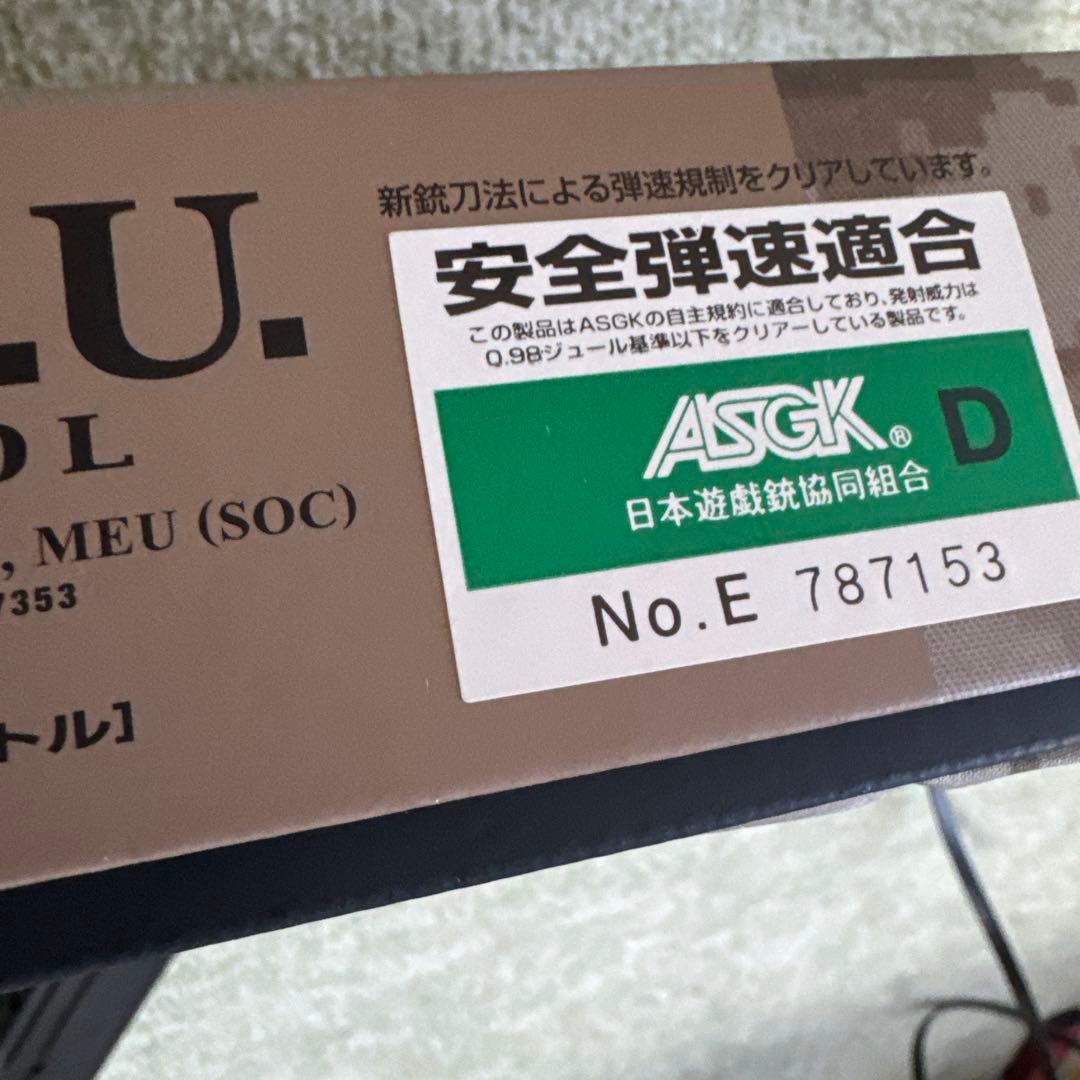 .U.
OL
, MEU (SOC)
7353
トル]
新銃刀法による弾速規制をクリアしています。
安全弾速適合
この製品はASGKの自主規約に適合しており、発射威力は
0.98ジュール基準以下をクリアーしている製品です。
ASGK® D
日本遊戯銃協同組合
No.E 787153